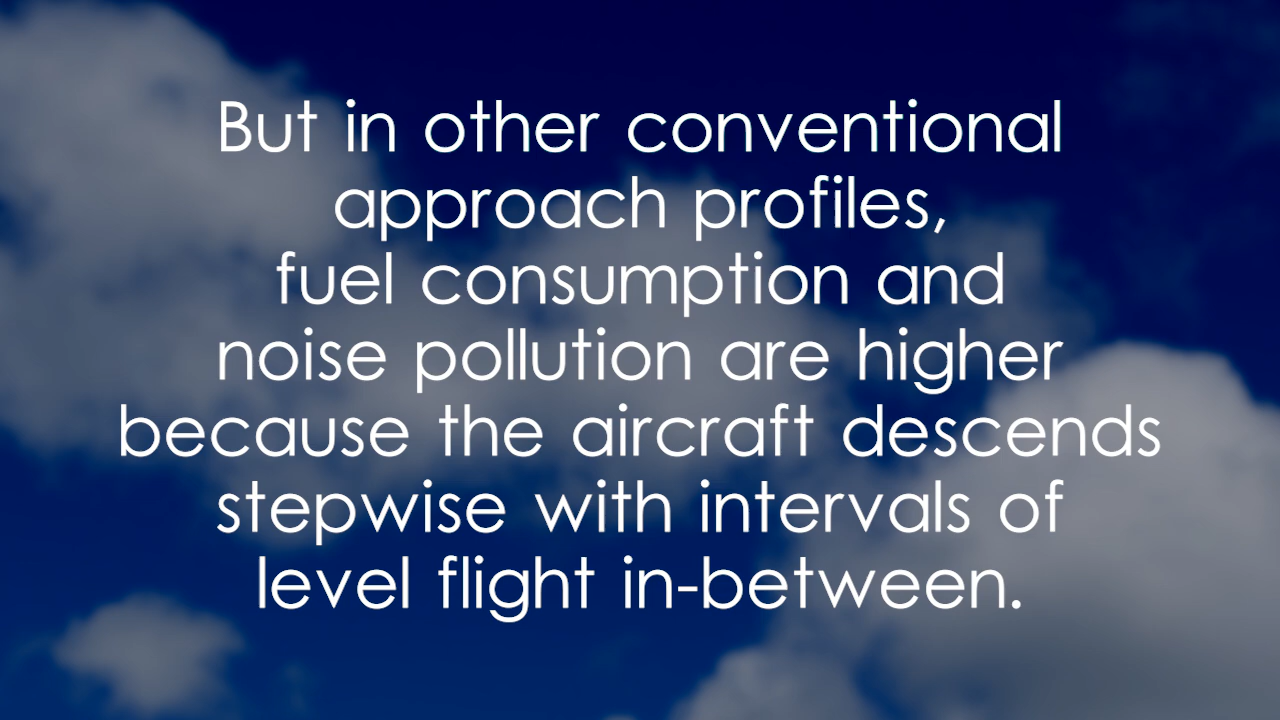 But in other conventional
approach profiles,
fuel consumption and
noise pollution are higher
because the aircraft descends
stepwise with intervals of
level flight in-between.